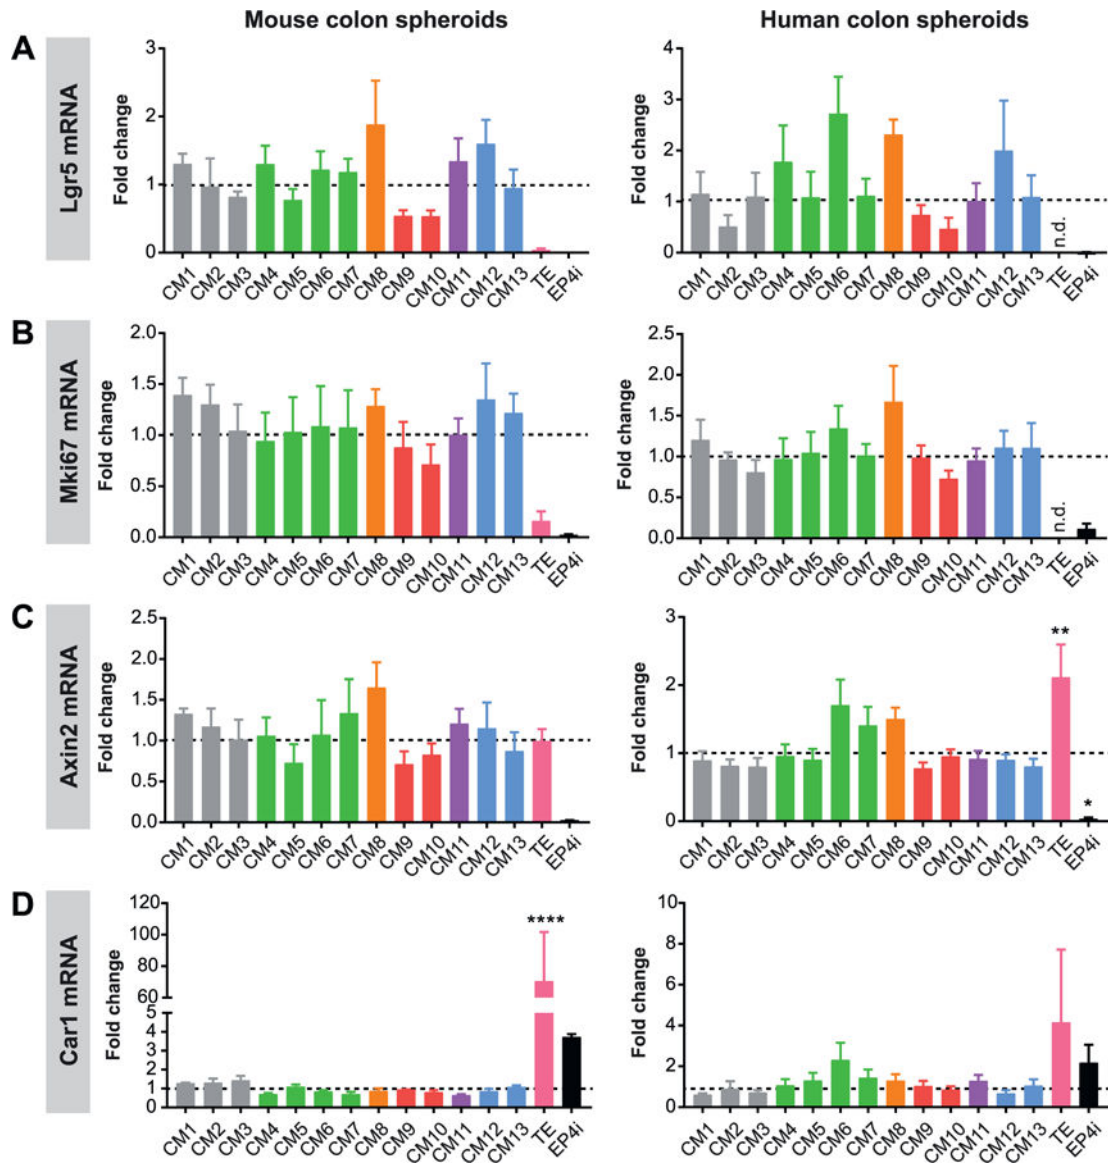 Mouse colon spheroids
Human colon spheroids
A
Lgr5 mRNA
Fold change
3
2
1
0
CM1 CM2 CM3 CM4 CM5 CM6 CM7 CM8 CM9 CM10 CM11 CM12 CM13 TE EP4i
Fold change
4
3
2
1
0
n.d.
CM1 CM2 CM3 CM4 CM5 CM6 CM7 CM8 CM9 CM10 CM11 CM12 CM13 TE EP4i
B
Mki67 mRNA
Fold change
2.0
1.5
1.0
0.5
0.0
CM1 CM2 CM3 CM4 CM5 CM6 CM7 CM8 CM9 CM10 CM11 CM12 CM13 TE EP4i
Fold change
2.5
2.0
1.5
1.0
0.5
0.0
n.d.
CM1 CM2 CM3 CM4 CM5 CM6 CM7 CM8 CM9 CM10 CM11 CM12 CM13 TE EP4i
C
Axin2 mRNA
Fold change
2.5
2.0
1.5
1.0
0.5
0.0
CM1 CM2 CM3 CM4 CM5 CM6 CM7 CM8 CM9 CM10 CM11 CM12 CM13 TE EP4i
Fold change
3
2
1
0
**
*
CM1 CM2 CM3 CM4 CM5 CM6 CM7 CM8 CM9 CM10 CM11 CM12 CM13 TE EP4i
D
Car1 mRNA
Fold change
120
100
80
60
5
4
3
2
1
0
****
CM1 CM2 CM3 CM4 CM5 CM6 CM7 CM8 CM9 CM10 CM11 CM12 CM13 TE EP4i
Fold change
10
8
6
4
2
0
CM1 CM2 CM3 CM4 CM5 CM6 CM7 CM8 CM9 CM10 CM11 CM12 CM13 TE EP4i